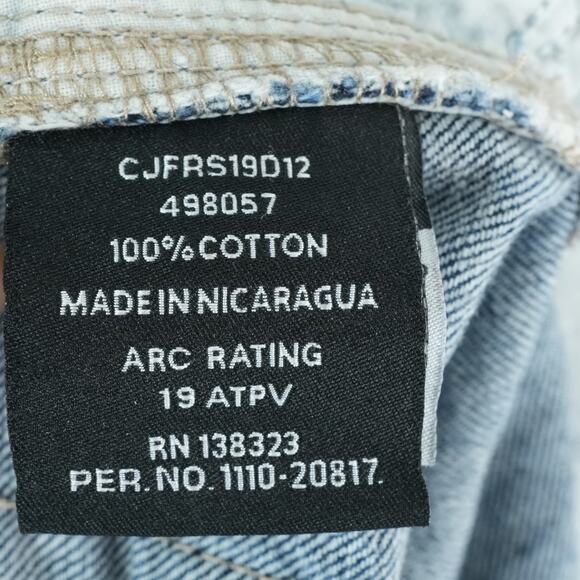 CJFRS19D12
498057
100% COTTON
MADE IN NICARAGUA
ARC RATING
19 ATPV
RN 138323
PER. NO. 1110-20817.